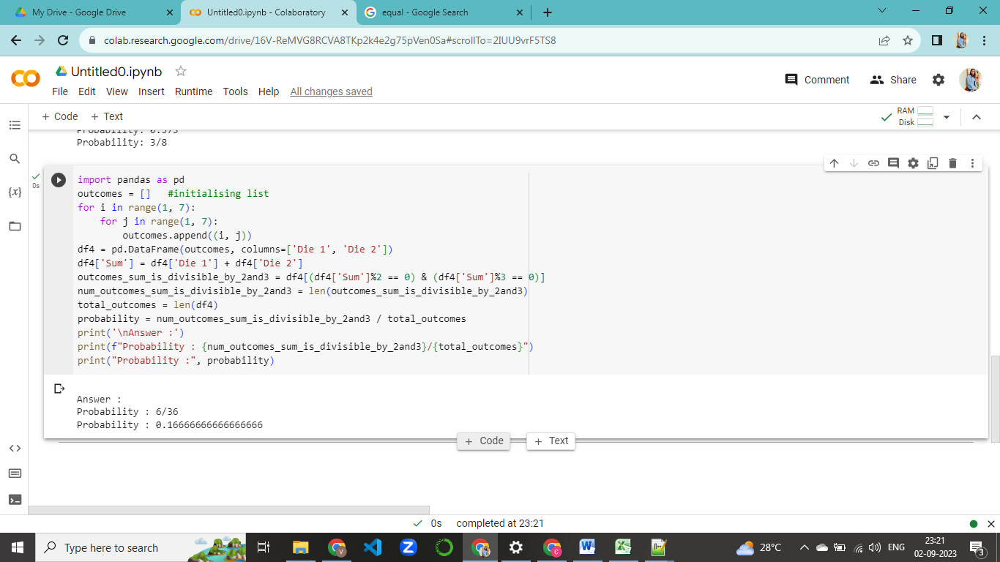 My Drive - Google Drive
Untitled0.ipynb - Colaboratory
equal - Google Search
colab.research.google.com/drive/16V-ReMVG8RCVA8TKp2k4e2g75pVen0Sa#scrollTo=2IUU9vrF5TS8
Untitled0.ipynb
File Edit View Insert Runtime Tools Help All changes saved
Comment Share
+ Code + Text
RAM
Disk
Probability: 0.375
Probability: 3/8
0s
{x}
import pandas as pd
outcomes = [] #initialising list
for i in range(1, 7):
    for j in range(1, 7):
        outcomes.append((i, j))
df4 = pd.DataFrame(outcomes, columns=['Die 1', 'Die 2'])
df4['Sum'] = df4['Die 1'] + df4['Die 2']
outcomes_sum_is_divisible_by_2and3 = df4[(df4['Sum']%2 == 0) & (df4['Sum']%3 == 0)]
num_outcomes_sum_is_divisible_by_2and3 = len(outcomes_sum_is_divisible_by_2and3)
total_outcomes = len(df4)
probability = num_outcomes_sum_is_divisible_by_2and3 / total_outcomes
print('\nAnswer :')
print(f"Probability : {num_outcomes_sum_is_divisible_by_2and3}/{total_outcomes}")
print("Probability :", probability)
Answer :
Probability : 6/36
Probability : 0.16666666666666666
+ Code + Text
0s completed at 23:21
Type here to search
28°C
ENG
23:21
02-09-2023
3